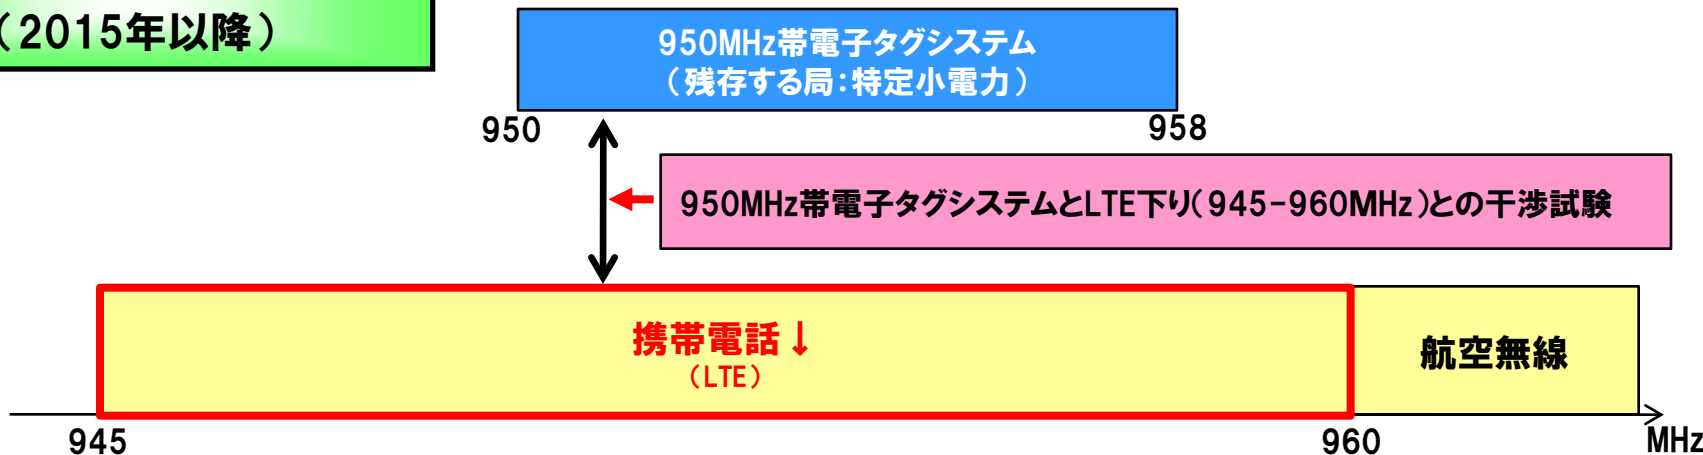 （2015年以降）
950MHz帯電子タグシステム
（残存する局：特定小電力）
950
958
950MHz帯電子タグシステムとLTE下り（945-960MHz）との干渉試験
携帯電話↓
（LTE）
航空無線
945
960
MHz